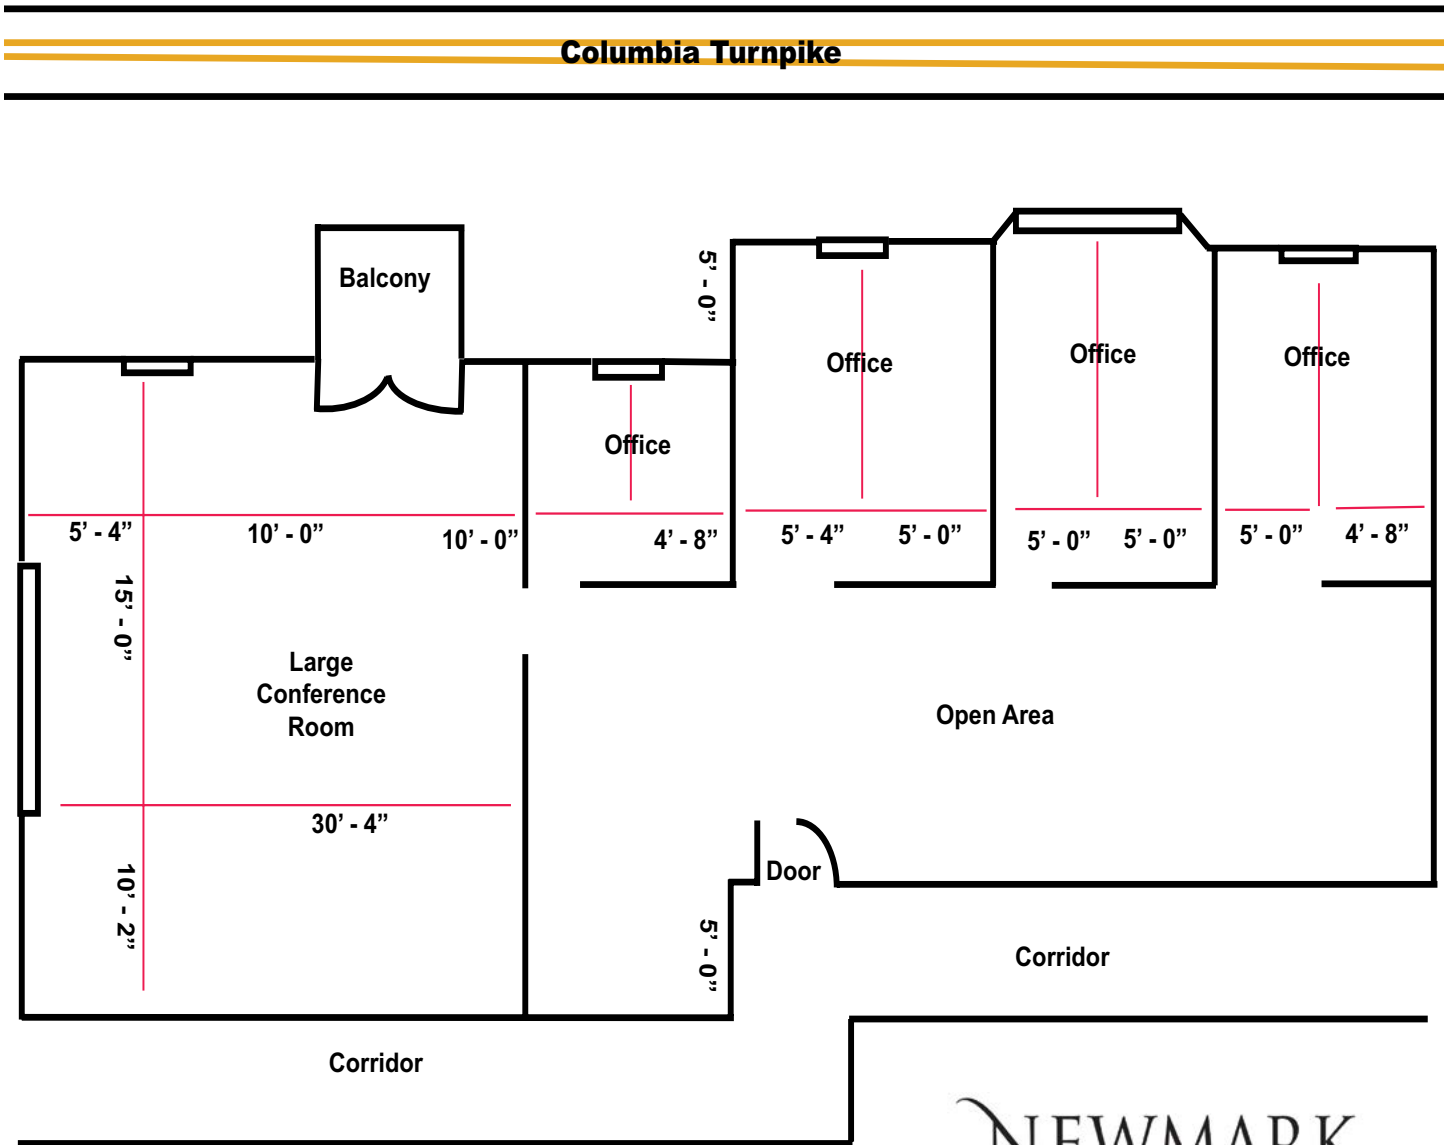 Columbia Turnpike
Balcony
5' - 0”
Office
Office
Office
Office
5' - 4”
10' - 0”
10' - 0”
4' - 8”
5' - 4”
5' - 0”
5' - 0”
5' - 0”
5' - 0”
4' - 8”
15' - 0”
Large
Conference
Room
Open Area
30' - 4”
10' - 2”
Door
5' - 0”
Corridor
Corridor
NEWMARK